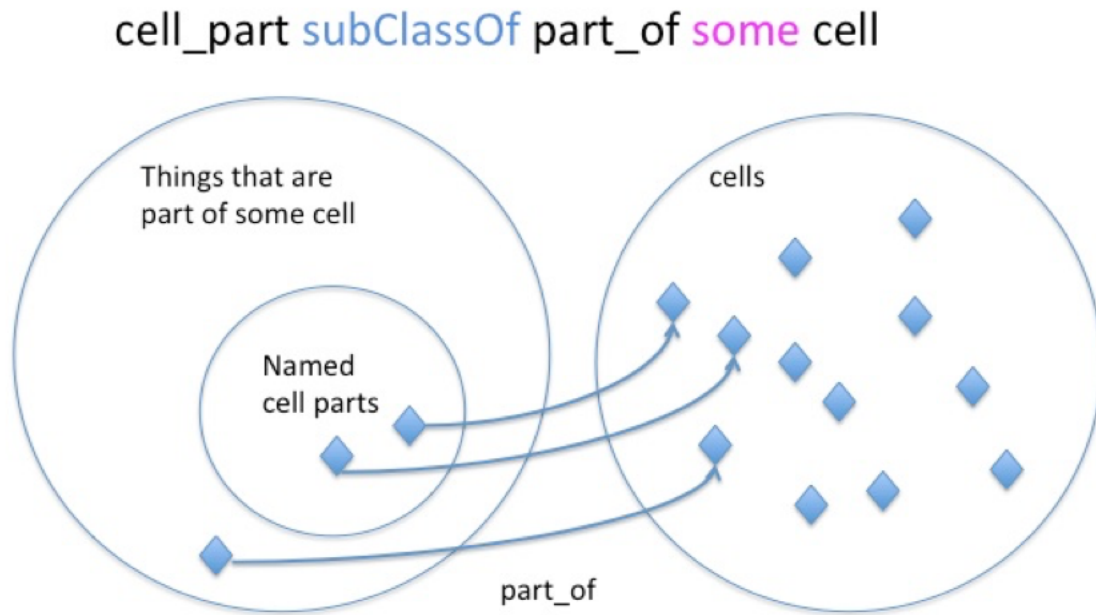 cell_part subClassOf part_of some cell
Things that are
part of some cell
cells
Named
cell parts
part_of